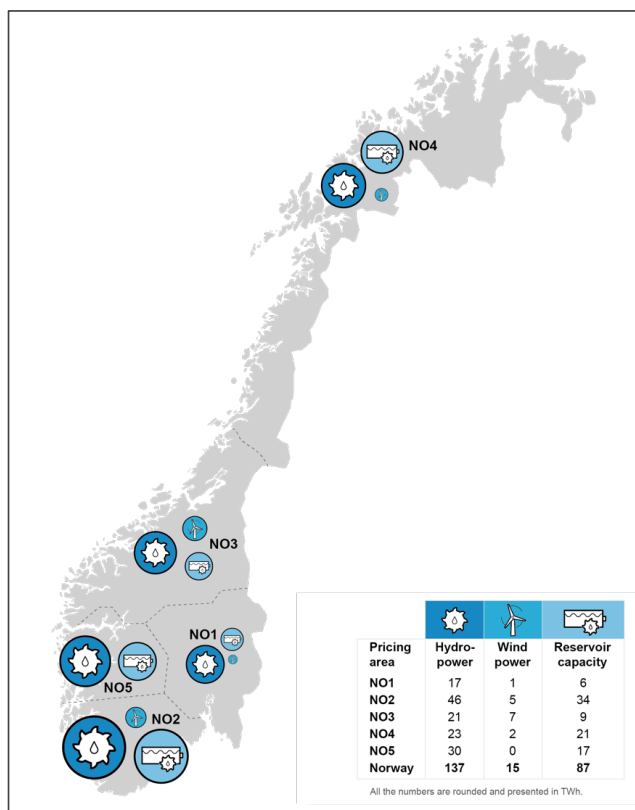 NO4
NO3
NO1
NO5
NO2
Pricing area Hydro-power Wind power Reservoir capacity
NO1 17 1 6
NO2 46 5 34
NO3 21 7 9
NO4 23 2 21
NO5 30 0 17
Norway 137 15 87
All the numbers are rounded and presented in TWh.